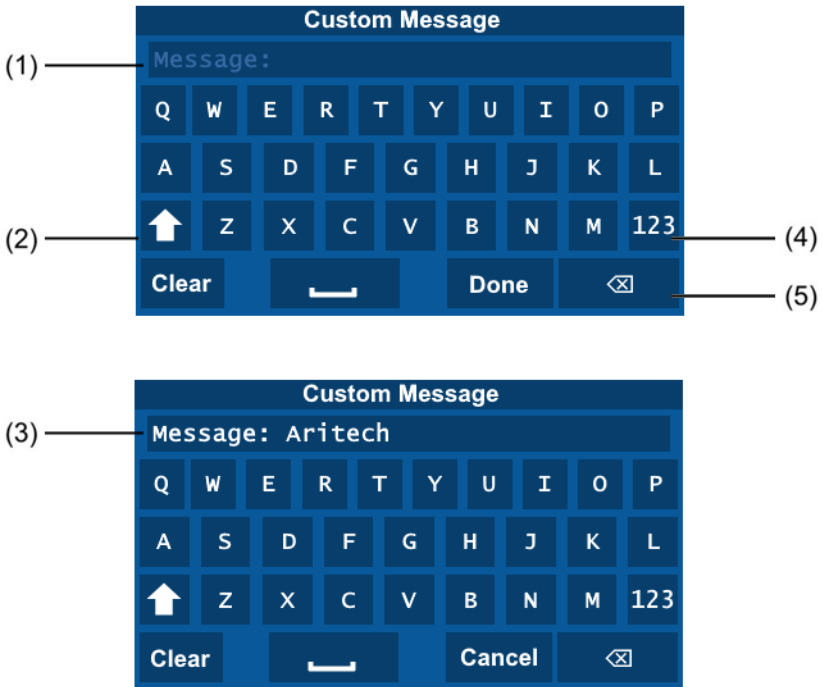 Custom Message
(1)
Message:
Q W E R T Y U I O P
A S D F G H J K L
(2)
Z X C V B N M 123
(4)
Clear Done
(5)
Custom Message
(3)
Message: Aritech
Q W E R T Y U I O P
A S D F G H J K L
Z X C V B N M 123
Clear Cancel